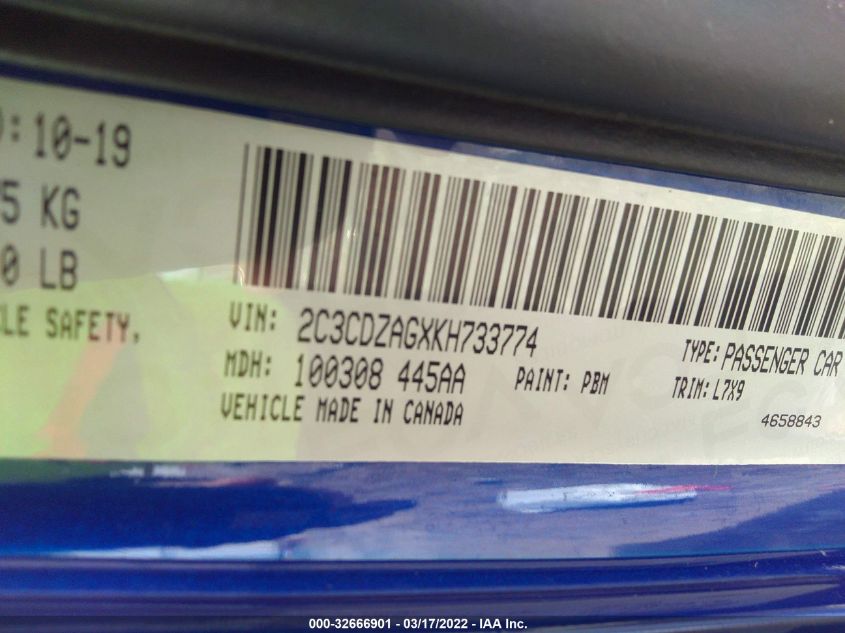 : 10-19
5 KG
0 LB
LE SAFETY,
VIN: 2C3CDZAGXKH733774
TYPE: PASSENGER CAR
MDH: 100308 445AA
PAINT: PBM
TRIM: L7X9
VEHICLE MADE IN CANADA
4658843
000-32666901 - 03/17/2022 - IAA Inc.